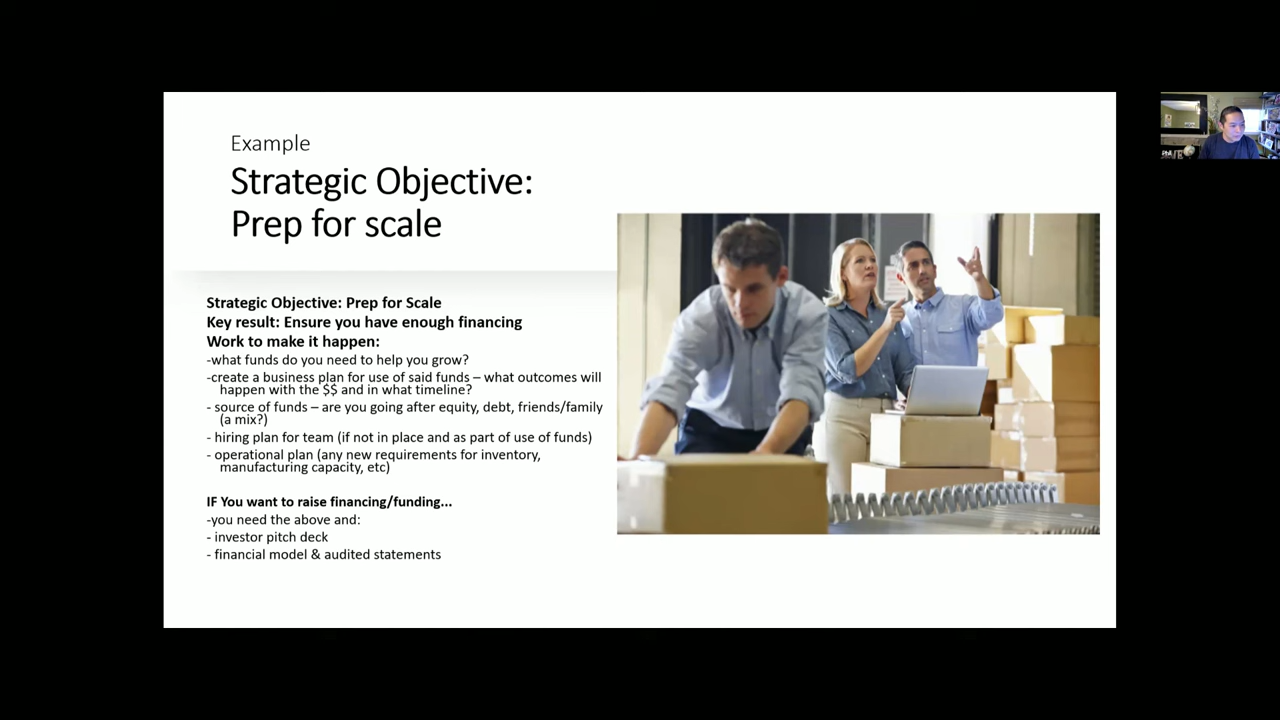 Example
Strategic Objective:
Prep for scale
Strategic Objective: Prep for Scale
Key result: Ensure you have enough financing
Work to make it happen:
-what funds do you need to help you grow?
-create a business plan for use of said funds – what outcomes will
happen with the $$ and in what timeline?
- source of funds – are you going after equity, debt, friends/family
(a mix?)
- hiring plan for team (if not in place and as part of use of funds)
- operational plan (any new requirements for inventory,
manufacturing capacity, etc)
IF You want to raise financing/funding...
-you need the above and:
- investor pitch deck
- financial model & audited statements